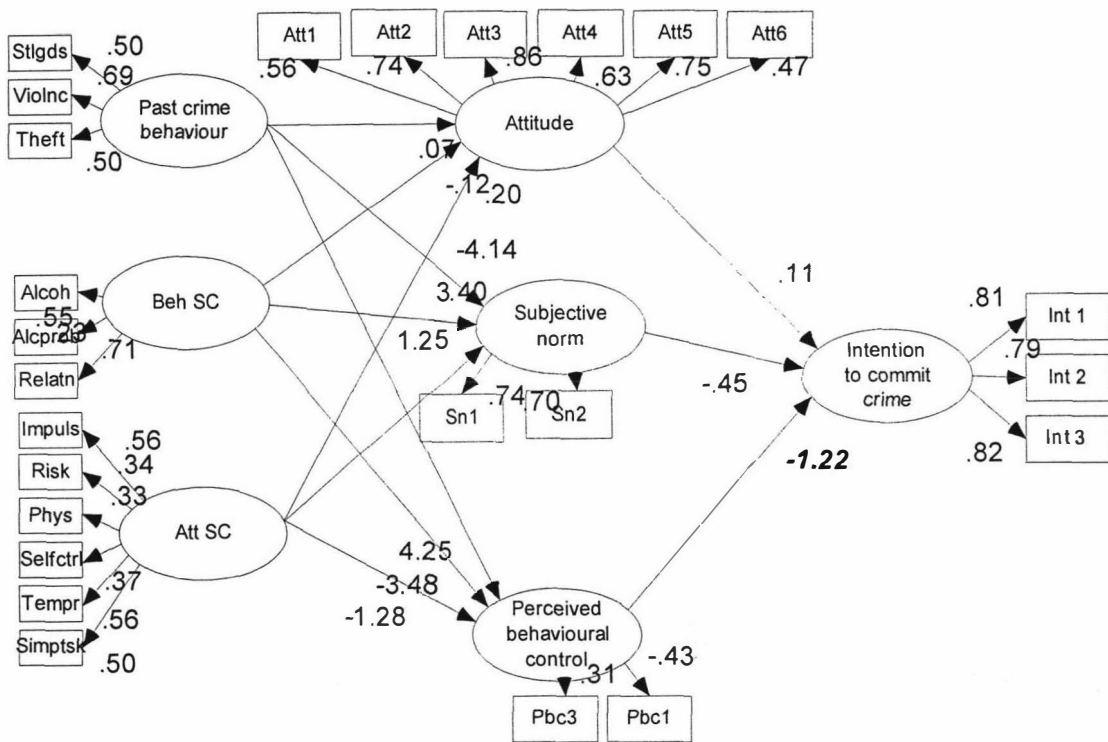 Att1
Att2
Att3
Att4
Att5
Att6
.56
.74
.86
.63
.75
.47
Stlgds
Violnc
Theft
.50
.69
.50
Past crime
behaviour
Attitude
.07
-.12
.20
-4.14
3.40
1.25
.11
Alcoh
Alcprob
Relatn
.55
.23
.71
Beh SC
Subjective
norm
Sn1
Sn2
.74
.70
-.45
Intention
to commit
crime
.81
.79
.82
Int 1
Int 2
Int 3
-1.22
Impuls
Risk
Phys
Selfctrl
Tempr
Simptsk
.56
.34
.33
.37
.56
.50
Att SC
4.25
-3.48
-1.28
Perceived
behavioural
control
.31
-.43
Pbc3
Pbc1